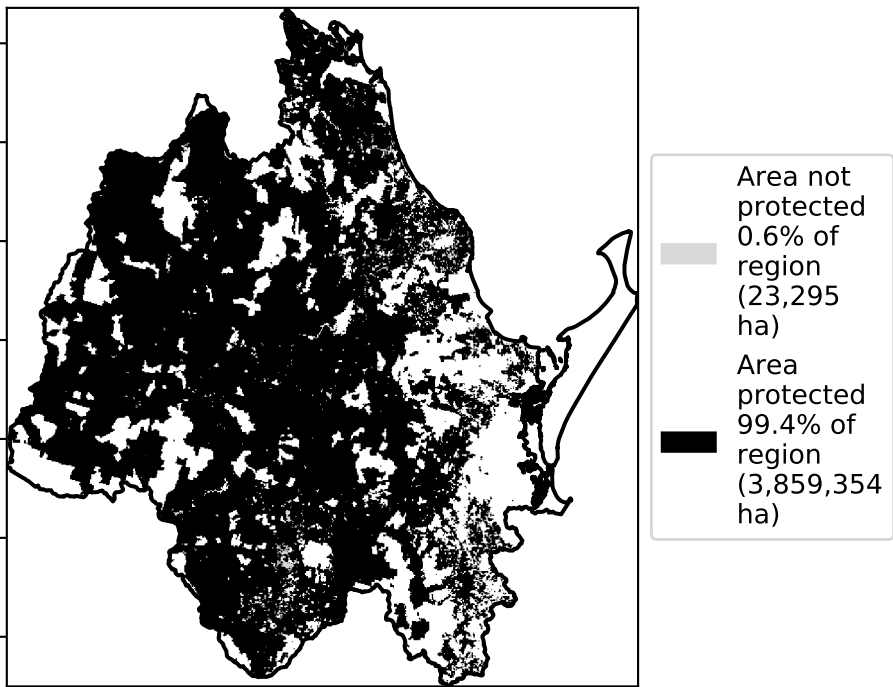 Area not
protected
0.6% of
region
(23,295
ha)
Area
protected
99.4% of
region
(3,859,354
ha)